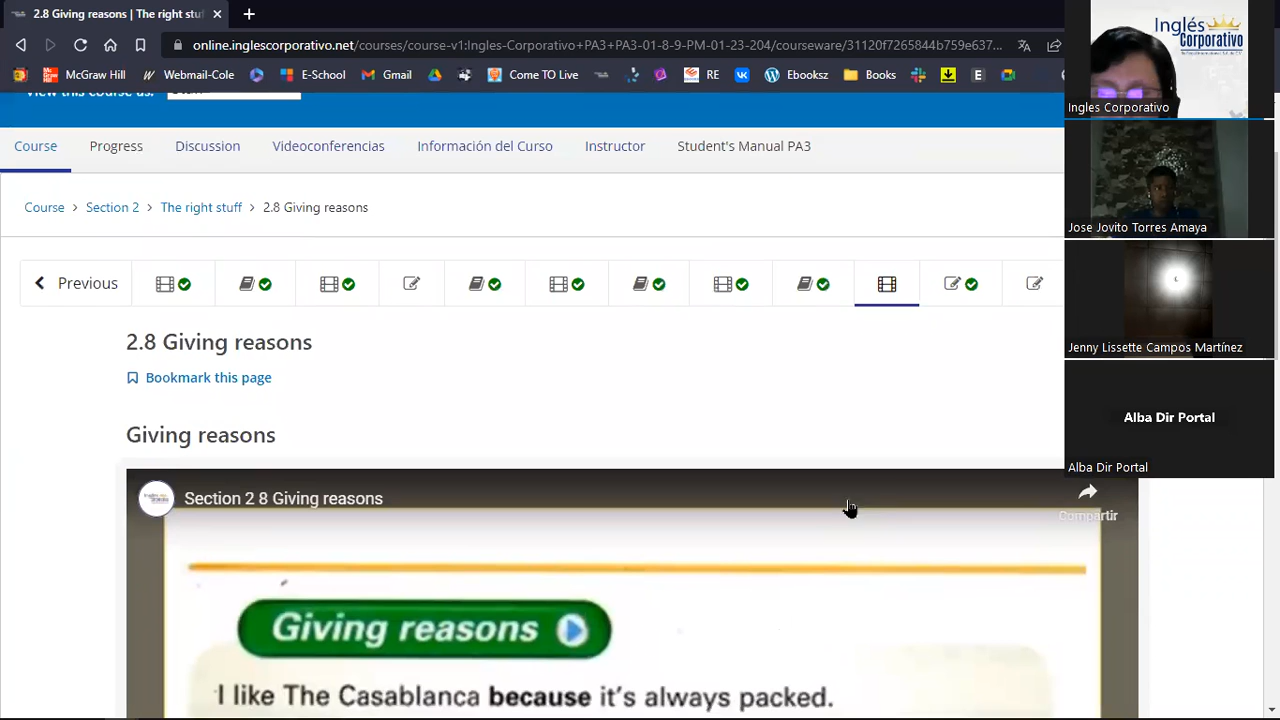 2.8 Giving reasons | The right stuf
online.inglescorporativo.net/courses/course-v1:Ingles-Corporativo+PA3+PA3-01-8-9-PM-01-23-204/courseware/31120f7265844b759e637...
McGraw Hill Webmail-Cole E-School Gmail Come TO Live RE Ebooksz Books
View this course as:
Course Progress Discussion Videoconferencias Información del Curso Instructor Student's Manual PA3
Course > Section 2 > The right stuff > 2.8 Giving reasons
Previous
2.8 Giving reasons
Bookmark this page
Giving reasons
Section 2 8 Giving reasons
Compartir
Giving reasons
I like The Casablanca because it's always packed.
Inglés
Corporativo
Ingles Corporativo
Jose Jovito Torres Amaya
Jenny Lissette Campos Martínez
Alba Dir Portal
Alba Dir Portal